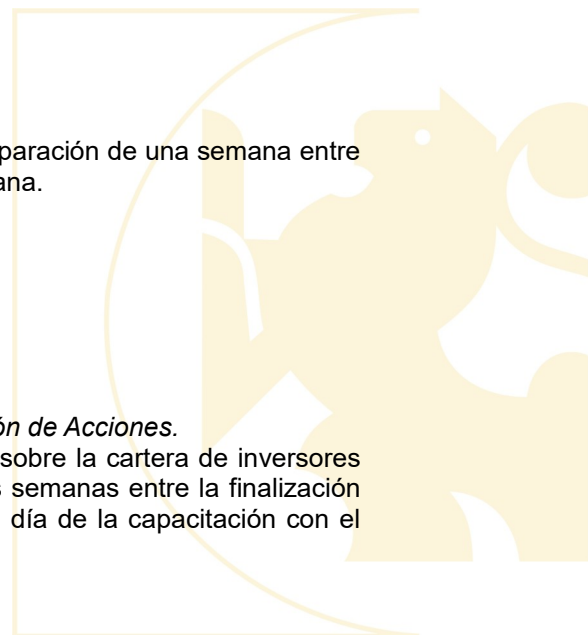 paración de una semana entre
ana.
ón de Acciones.
sobre la cartera de inversores
s semanas entre la finalización
día de la capacitación con el